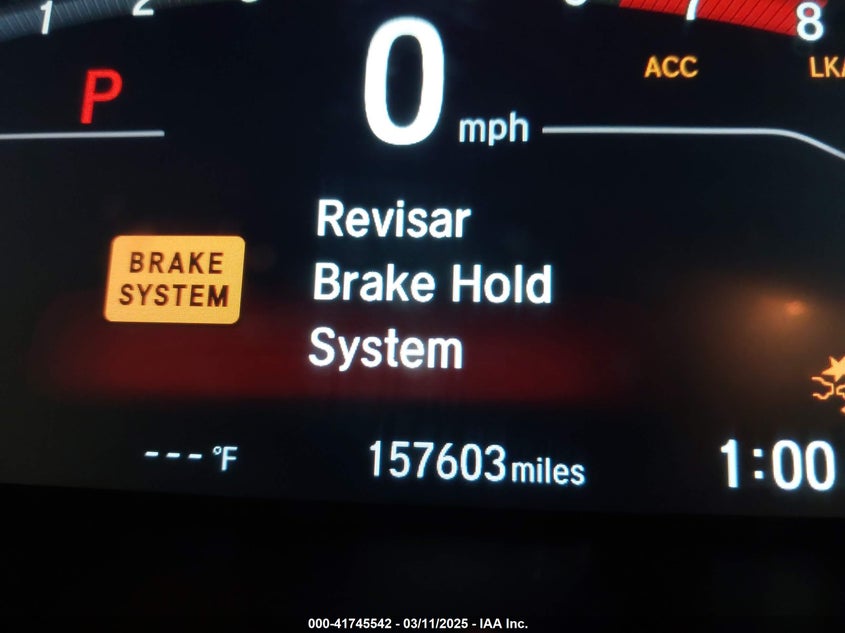 1 2 7 8
0 mph
P
ACC
LKA
Revisar
Brake Hold
System
BRAKE
SYSTEM
--- °F
157603 miles
1:00
000-41745542 - 03/11/2025 - IAA Inc.